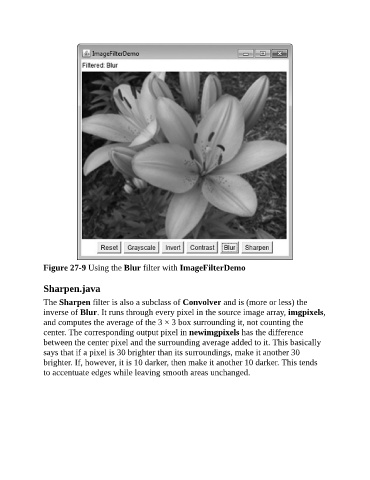 ImageFilterDemo
Filtered: Blur
Reset Grayscale Invert Contrast Blur Sharpen
Figure 27-9 Using the Blur filter with ImageFilterDemo
Sharpen.java
The Sharpen filter is also a subclass of Convolver and is (more or less) the
inverse of Blur. It runs through every pixel in the source image array, imgpixels,
and computes the average of the 3 × 3 box surrounding it, not counting the
center. The corresponding output pixel in newimgpixels has the difference
between the center pixel and the surrounding average added to it. This basically
says that if a pixel is 30 brighter than its surroundings, make it another 30
brighter. If, however, it is 10 darker, then make it another 10 darker. This tends
to accentuate edges while leaving smooth areas unchanged.